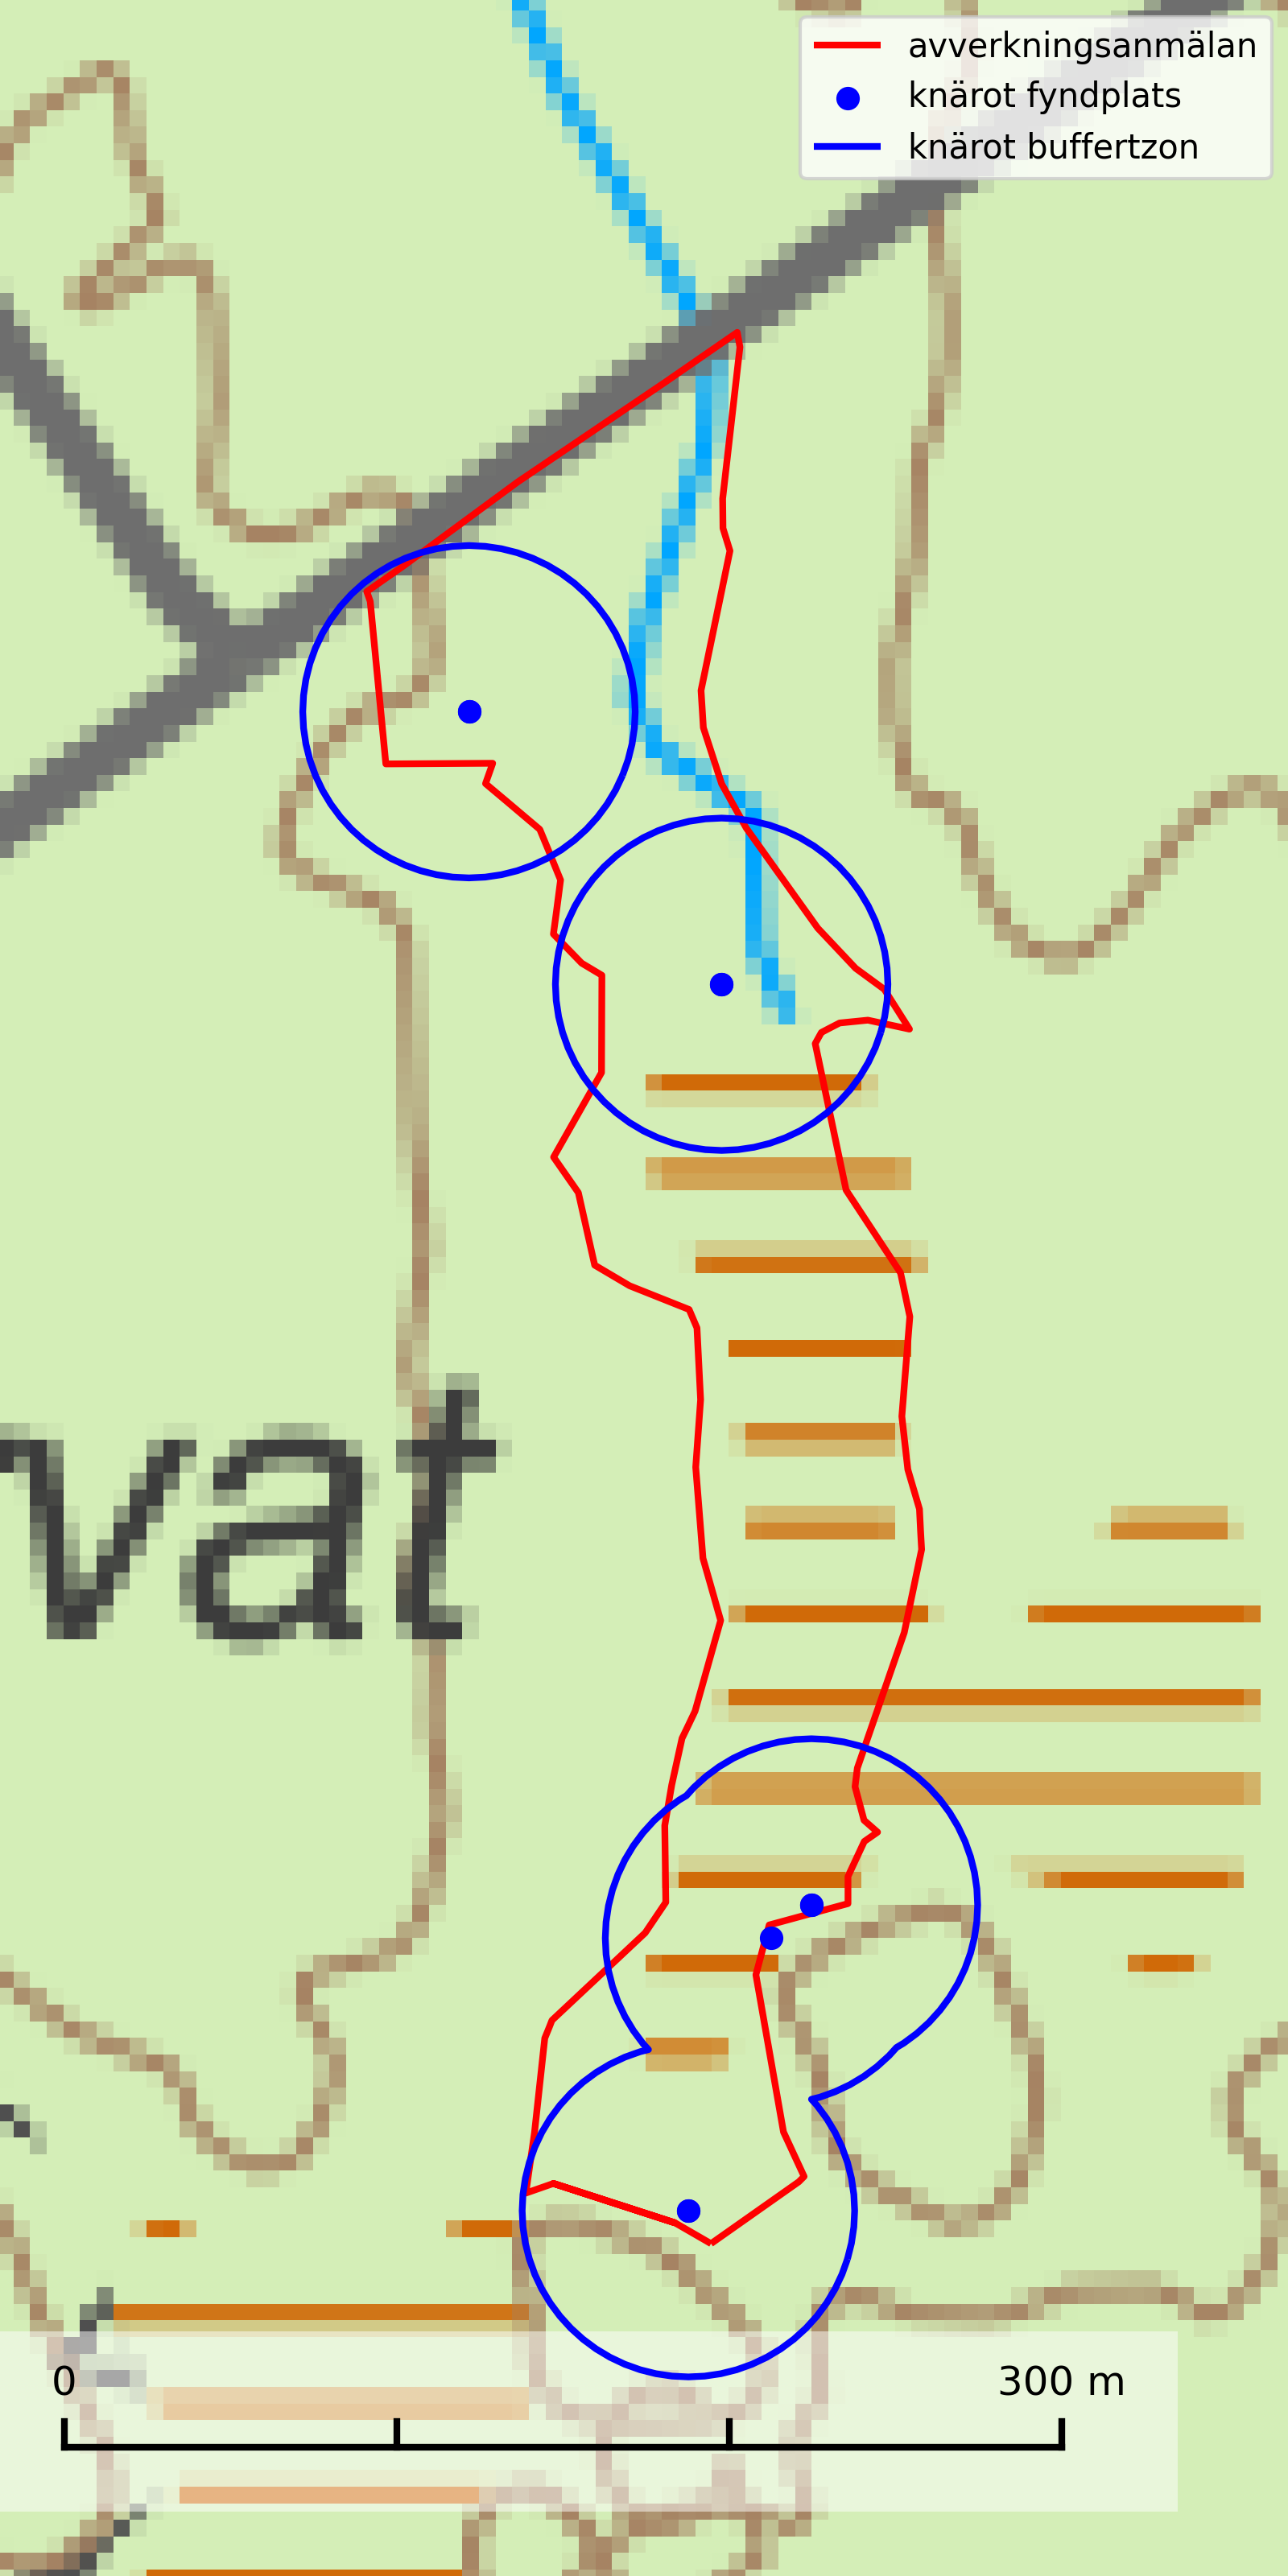 avverkningsanmälan
knärot fyndplats
knärot buffertzon
vat
0 300 m